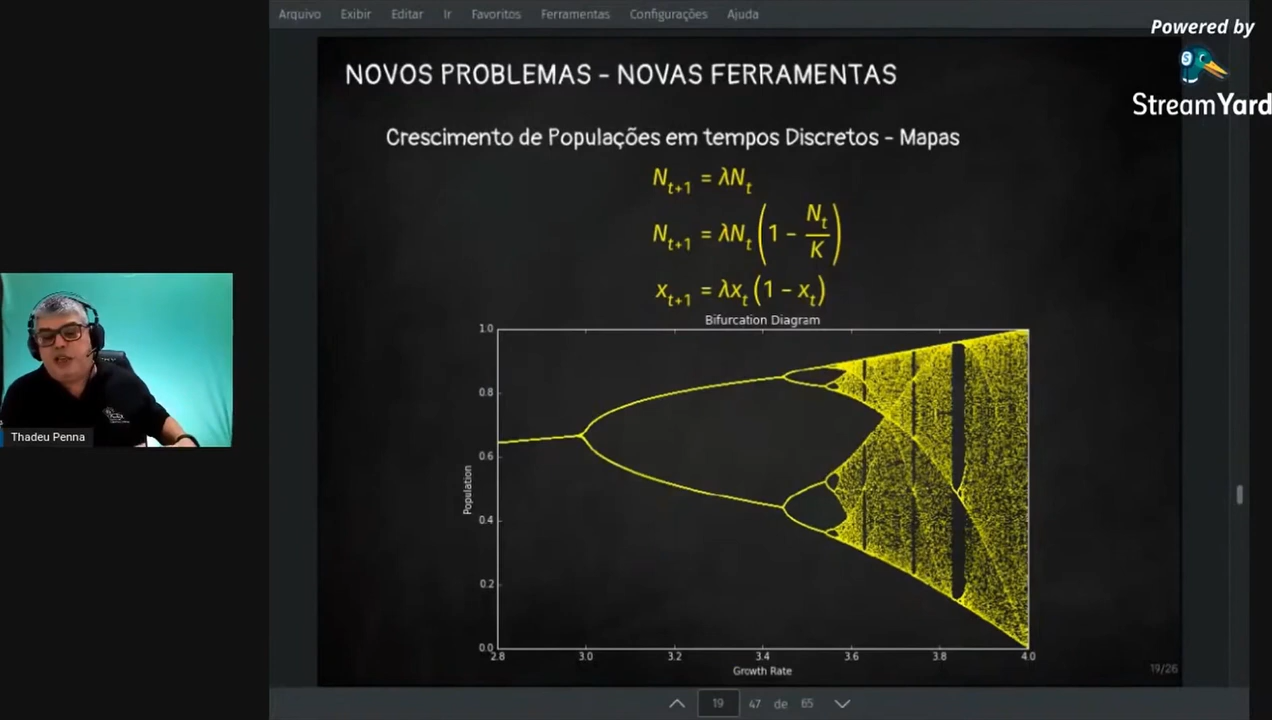 Arquivo Exibir Editar Ir Favoritos Ferramentas Configurações Ajuda
Powered by
StreamYard
NOVOS PROBLEMAS - NOVAS FERRAMENTAS
Crescimento de Populações em tempos Discretos - Mapas
N_{t+1} = λN_t
N_{t+1} = λN_t (1 - N_t/K)
x_{t+1} = λx_t (1 - x_t)
Bifurcation Diagram
1.0
0.8
0.6
0.4
0.2
0.0
Population
2.8 3.0 3.2 3.4 3.6 3.8 4.0
Growth Rate
19/26
Thadeu Penna
19 47 de 65